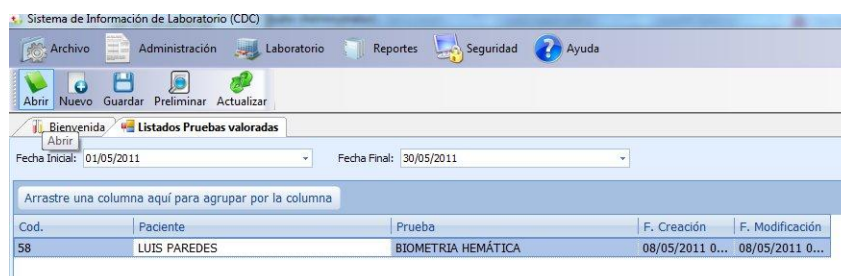 Sistema de Información de Laboratorio (CDC)
Archivo Administración Laboratorio Reportes Seguridad Ayuda
Abrir Nuevo Guardar Preliminar Actualizar
Bienvenida Listados Pruebas valoradas
Abrir
Fecha Inicial: 01/05/2011 Fecha Final: 30/05/2011
Arrastre una columna aquí para agrupar por la columna
Cod. Paciente Prueba F. Creación F. Modificación
58 LUIS PAREDES BIOMETRIA HEMÁTICA 08/05/2011 0... 08/05/2011 0...